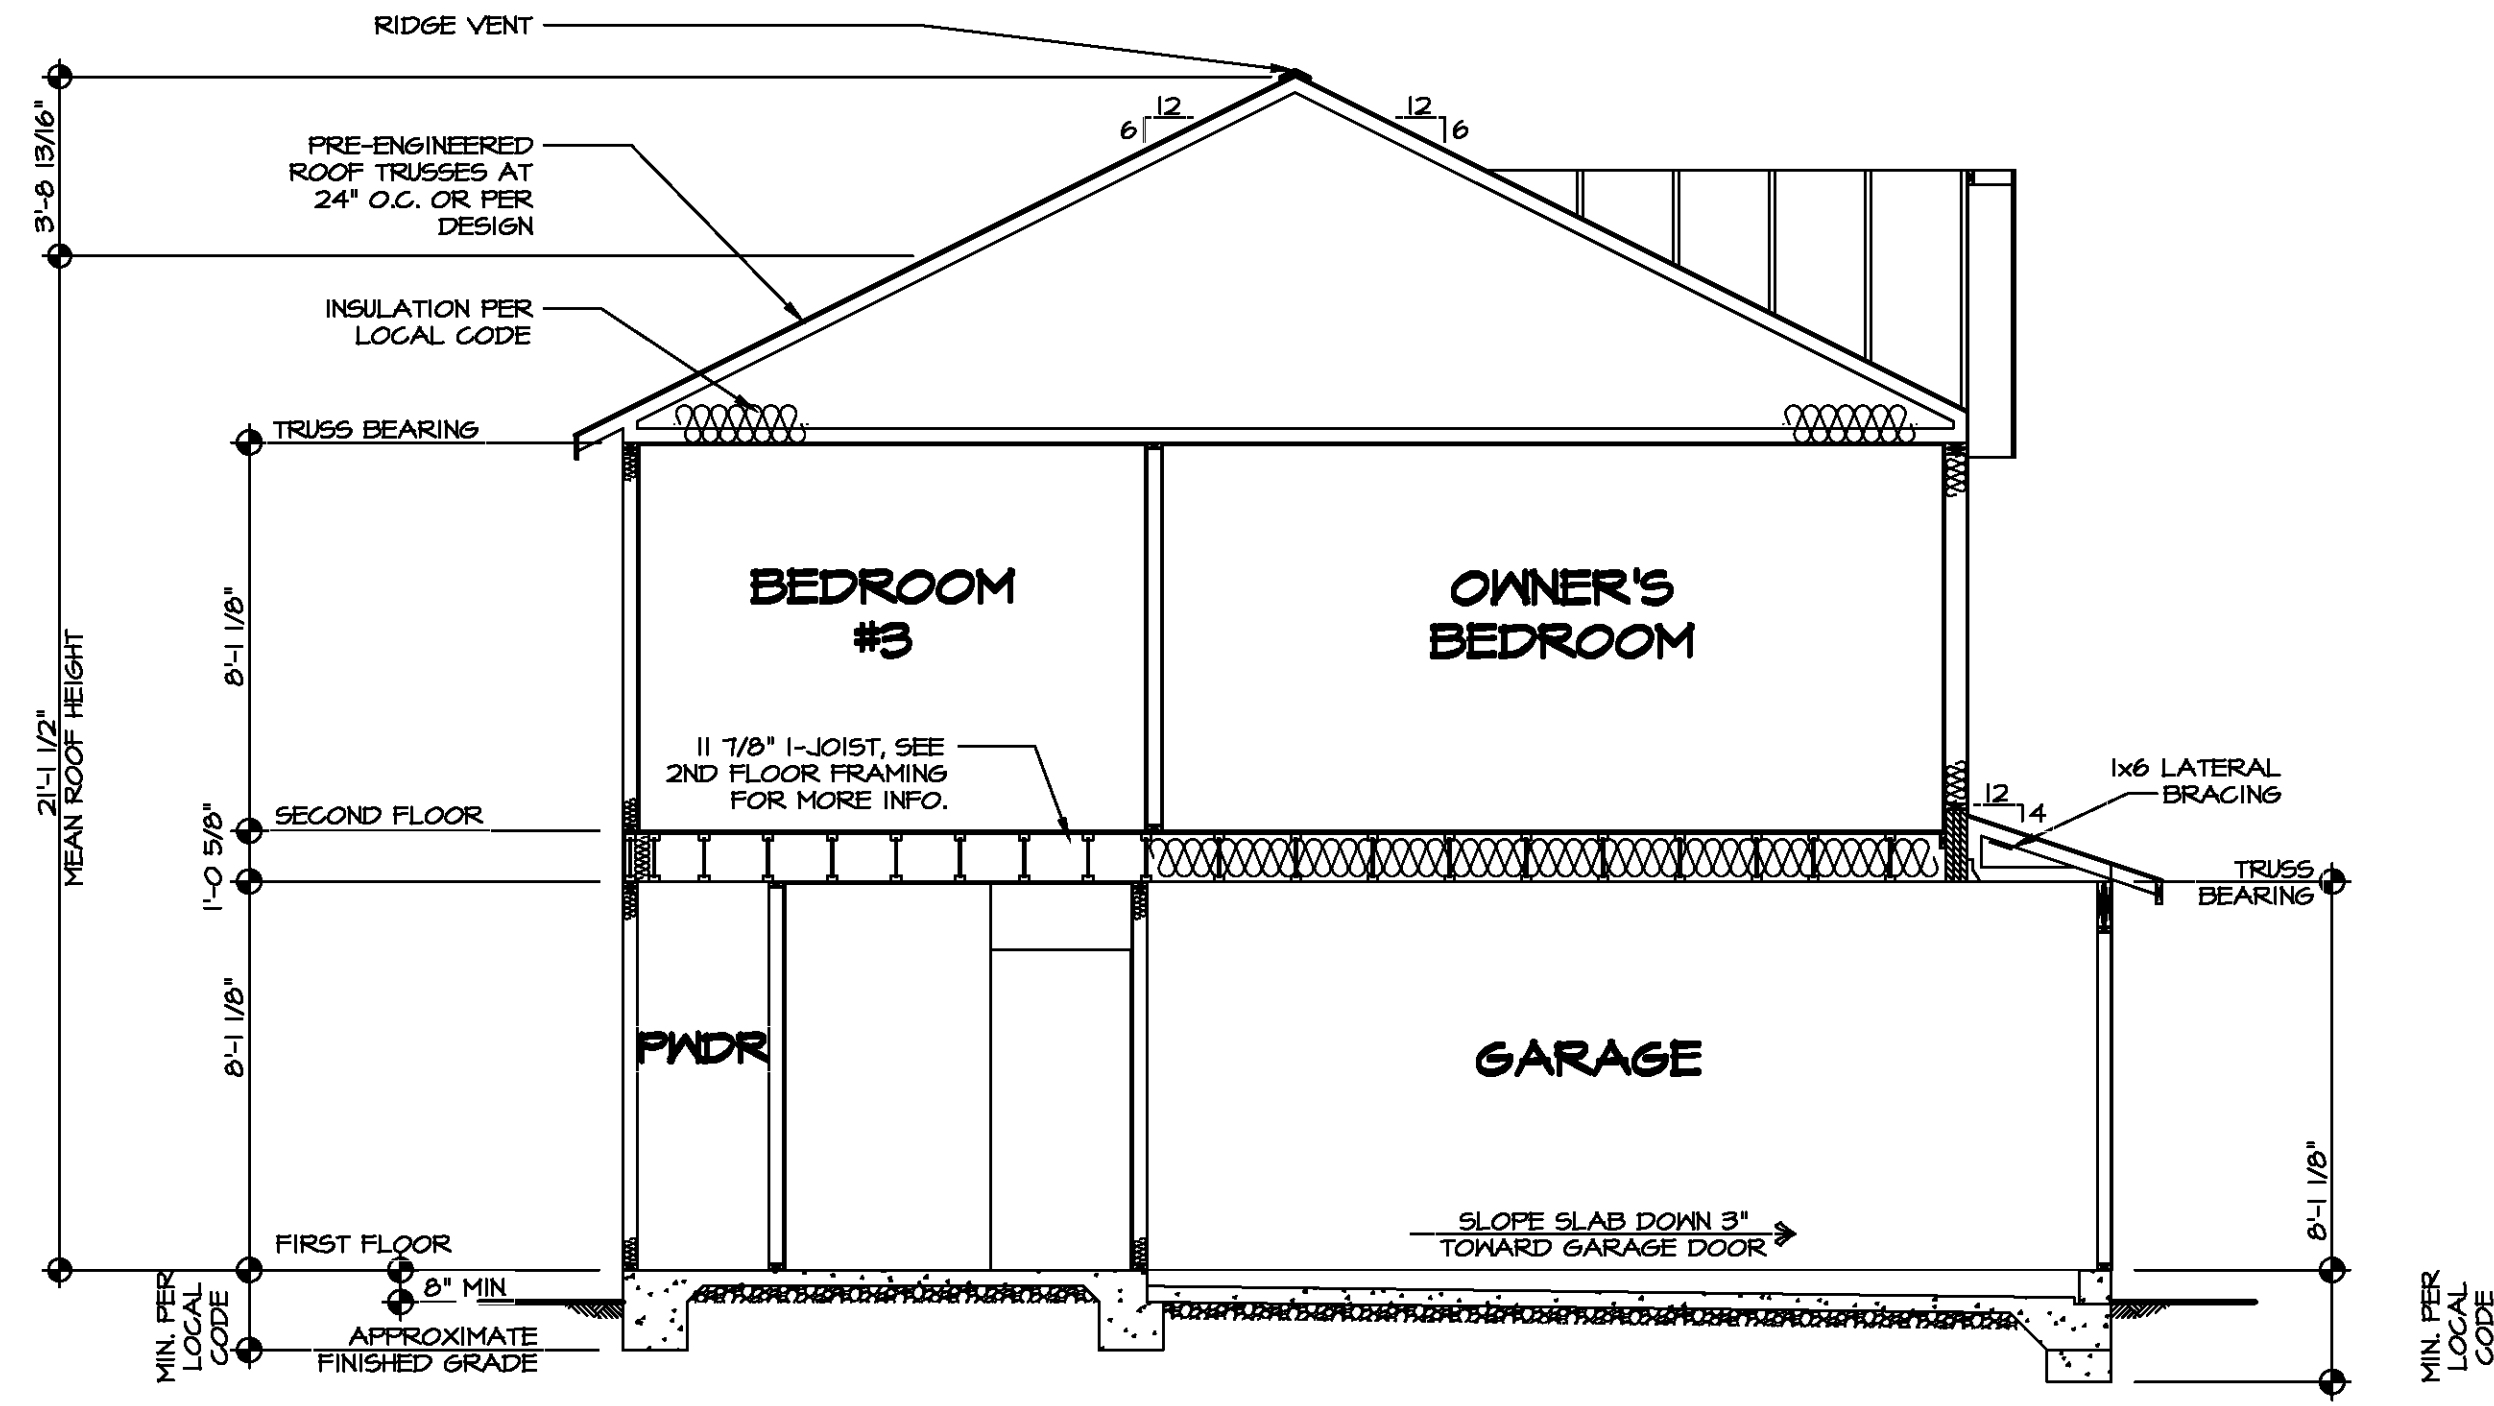 RIDGE VENT
12
6
12
6
3'-8 13/16"
PRE-ENGINEERED
ROOF TRUSSES AT
24" O.C. OR PER
DESIGN
INSULATION PER
LOCAL CODE
TRUSS BEARING
8'-1 1/8"
BEDROOM
#3
OWNER'S
BEDROOM
21'-1 1/2"
MEAN ROOF HEIGHT
11 7/8" I-JOIST, SEE
2ND FLOOR FRAMING
FOR MORE INFO.
1x6 LATERAL
BRACING
12
4
SECOND FLOOR
1'-0 5/8"
TRUSS
BEARING
8'-1 1/8"
PWDR
GARAGE
8'-1 1/8"
SLOPE SLAB DOWN 3"
TOWARD GARAGE DOOR
FIRST FLOOR
8" MIN
MIN. PER
LOCAL
CODE
APPROXIMATE
FINISHED GRADE
MIN. PER
LOCAL
CODE